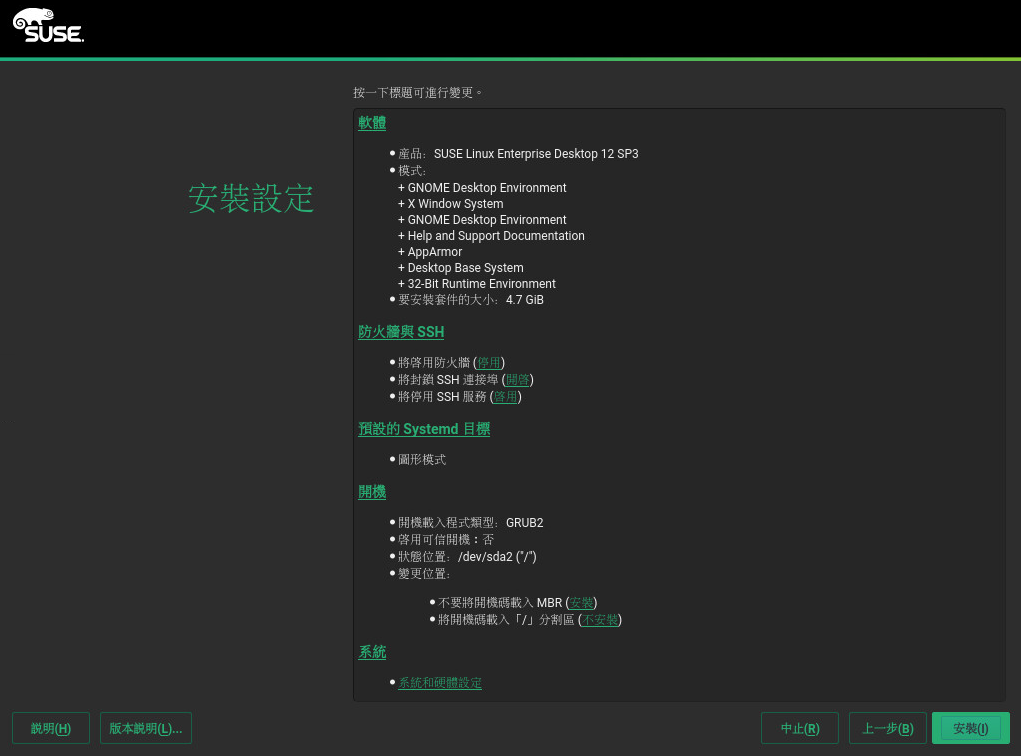 SUSE
按一下標題可進行變更。
安裝設定
軟體
產品： SUSE Linux Enterprise Desktop 12 SP3
模式：
+ GNOME Desktop Environment
+ X Window System
+ GNOME Desktop Environment
+ Help and Support Documentation
+ AppArmor
+ Desktop Base System
+ 32-Bit Runtime Environment
要安裝套件的大小： 4.7 GiB
防火牆與 SSH
將啓用防火牆 (停用)
將封鎖 SSH 連接埠 (開啓)
將停用 SSH 服務 (啓用)
預設的 Systemd 目標
圖形模式
開機
開機載入程式類型： GRUB2
啓用可信開機：否
狀態位置： /dev/sda2 ("/")
變更位置：
不要將開機碼載入 MBR (安裝)
將開機碼載入「/」分割區 (不安裝)
系統
系統和硬體設定
說明(H)
版本說明(L)...
中止(R)
上一步(B)
安裝(I)